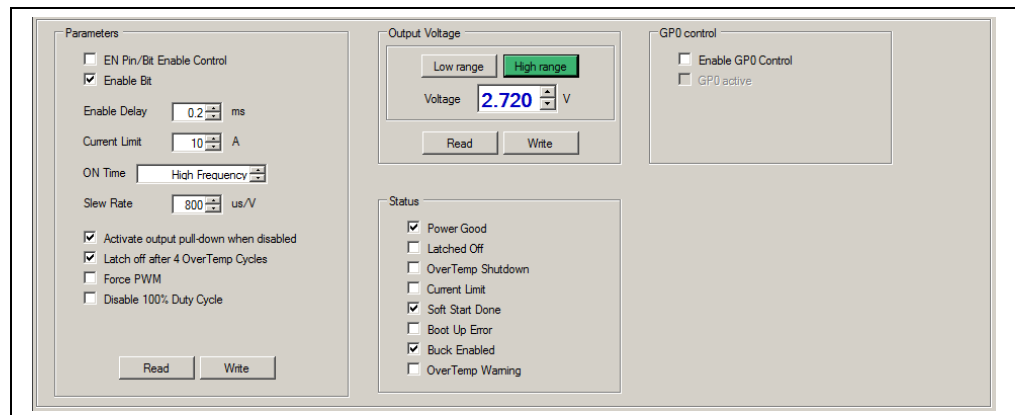 Parameters
EN Pin/Bit Enable Control
Enable Bit
Enable Delay 0.2 ms
Current Limit 10 A
ON Time High Frequency
Slew Rate 800 us/V
Activate output pull-down when disabled
Latch off after 4 OverTemp Cycles
Force PWM
Disable 100% Duty Cycle
Read Write
Output Voltage
Low range High range
Voltage 2.720 V
Read Write
Status
Power Good
Latched Off
OverTemp Shutdown
Current Limit
Soft Start Done
Boot Up Error
Buck Enabled
OverTemp Warning
GP0 control
Enable GP0 Control
GP0 active